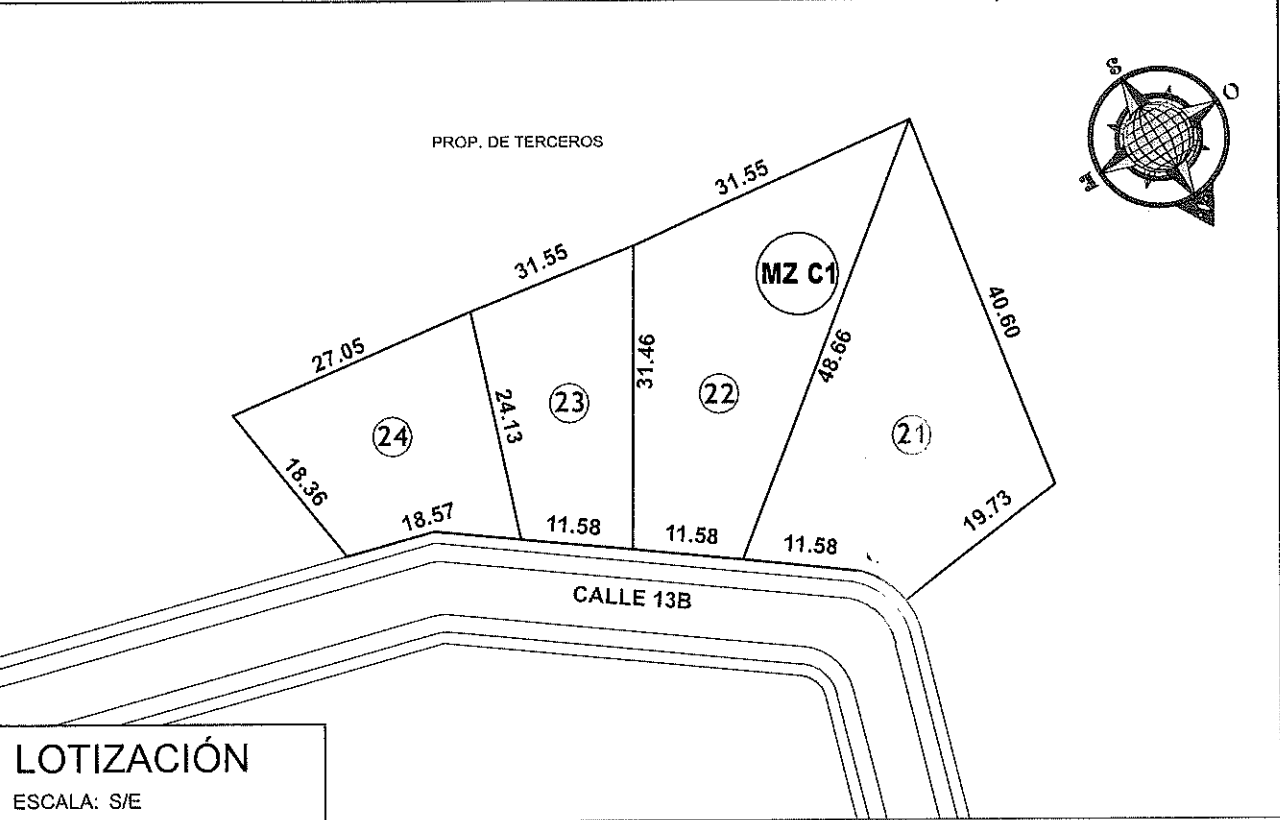 S
O
E
N
PROP. DE TERCEROS
31.55
31.55
27.05
MZ C1
40.60
48.66
31.46
24.13
18.36
24
23
22
21
18.57
11.58
11.58
11.58
19.73
CALLE 13B
LOTIZACIÓN
ESCALA: S/E